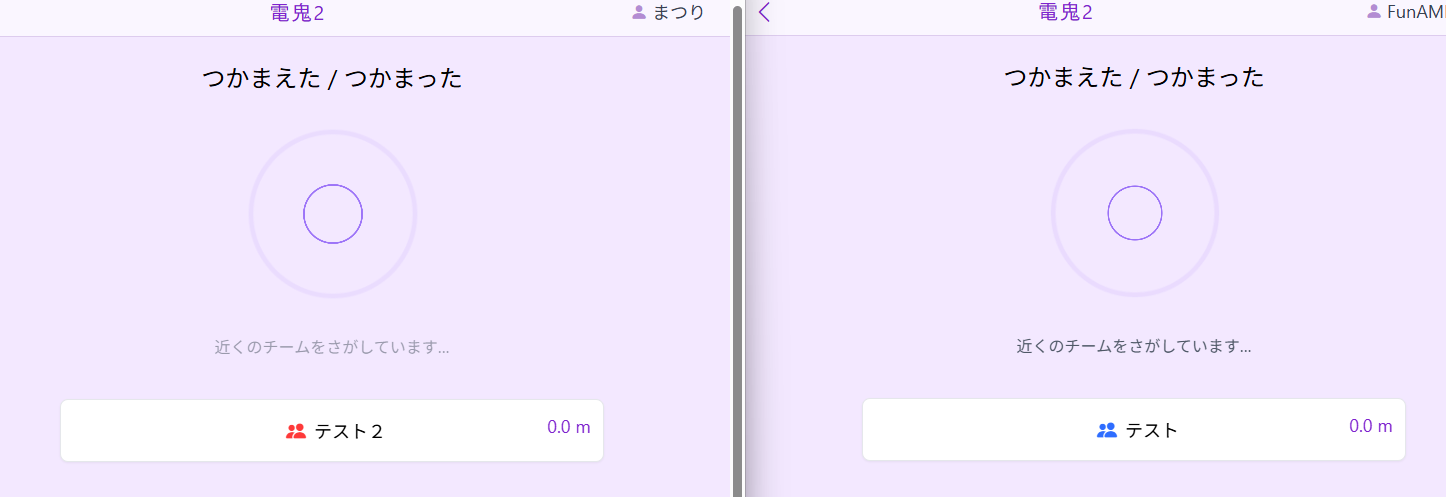 電鬼2
まつり
つかまえた / つかまった
近くのチームをさがしています...
テスト２
0.0 m
電鬼2
FunAM
つかまえた / つかまった
近くのチームをさがしています...
テスト
0.0 m